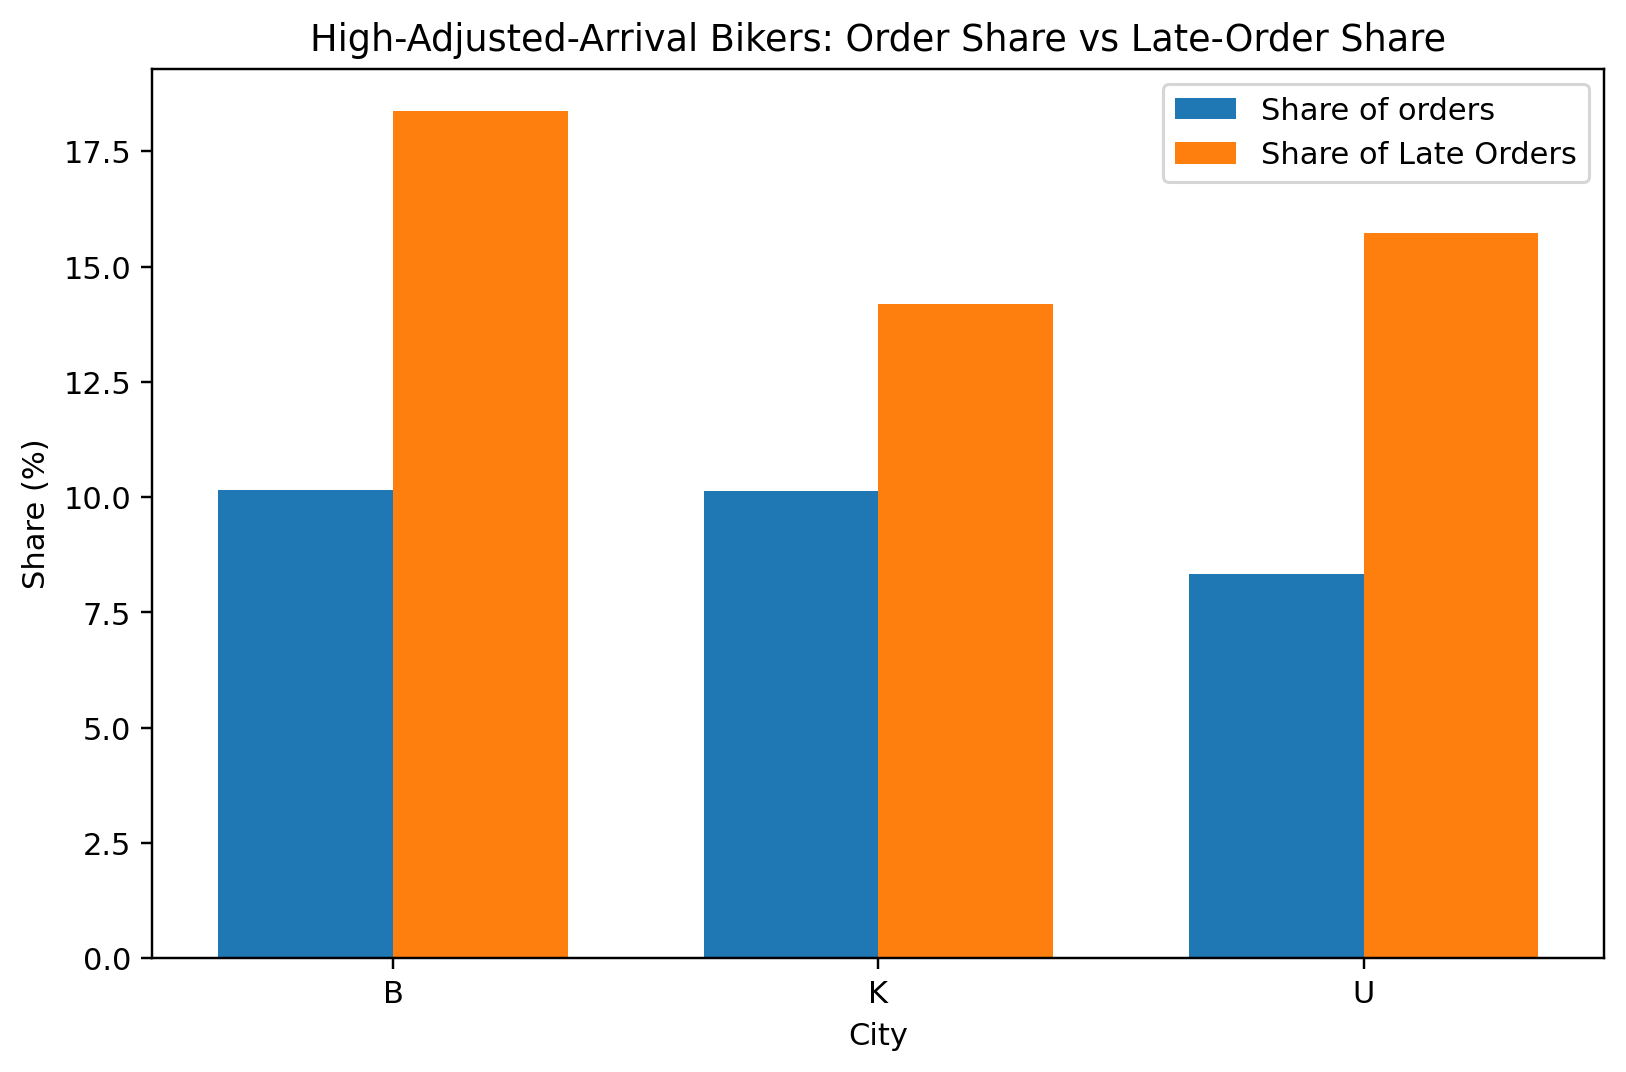 High-Adjusted-Arrival Bikers: Order Share vs Late-Order Share
Share of orders
Share of Late Orders
Share (%)
17.5
15.0
12.5
10.0
7.5
5.0
2.5
0.0
B K U
City